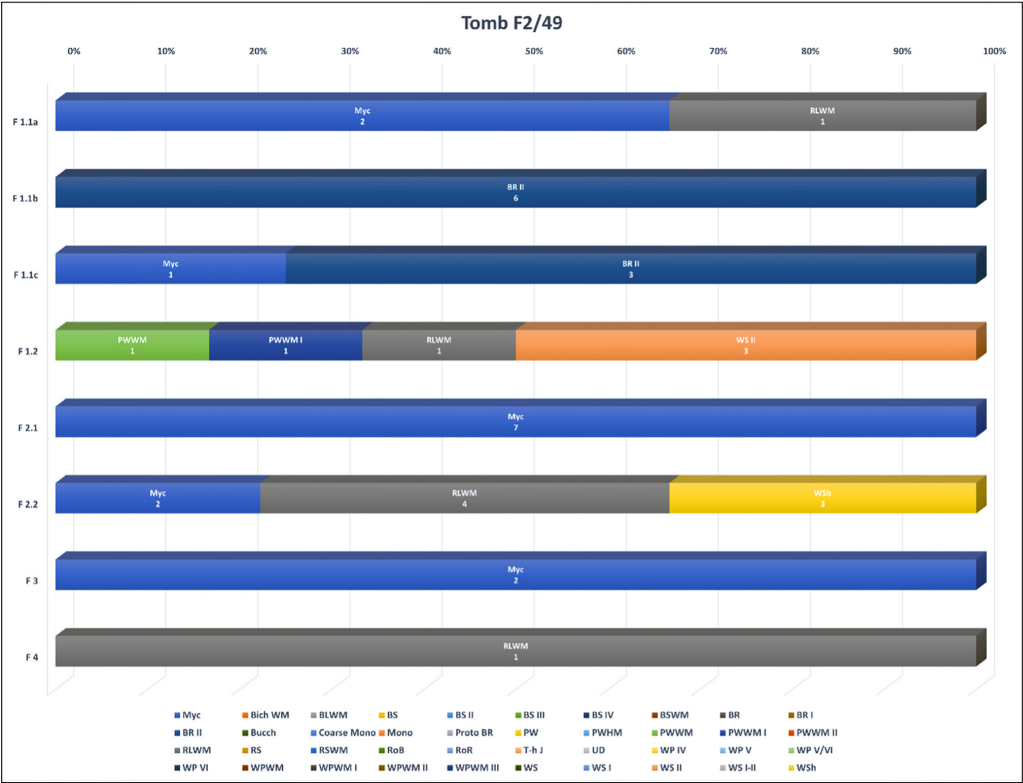 Tomb F2/49
0% 10% 20% 30% 40% 50% 60% 70% 80% 90% 100%
F 1.1a
Myc
2
RLWM
1
F 1.1b
BR II
6
F 1.1c
Myc
1
BR II
3
F 1.2
PWWM
1
PWWM I
1
RLWM
1
WS II
3
F 2.1
Myc
7
F 2.2
Myc
2
RLWM
4
WSh
3
F 3
Myc
2
F 4
RLWM
1
Myc Bich WM BLWM BS BS II BS III BS IV BSWM BR BR I
BR II Bucch Coarse Mono Mono Proto BR PW PWHM PWWM PWWM I PWWM II
RLWM RS RSWM RoB RoR T-h J UD WP IV WP V WP V/VI
WP VI WPWM WPWM I WPWM II WPWM III WS WS I WS II WS I-II WSh